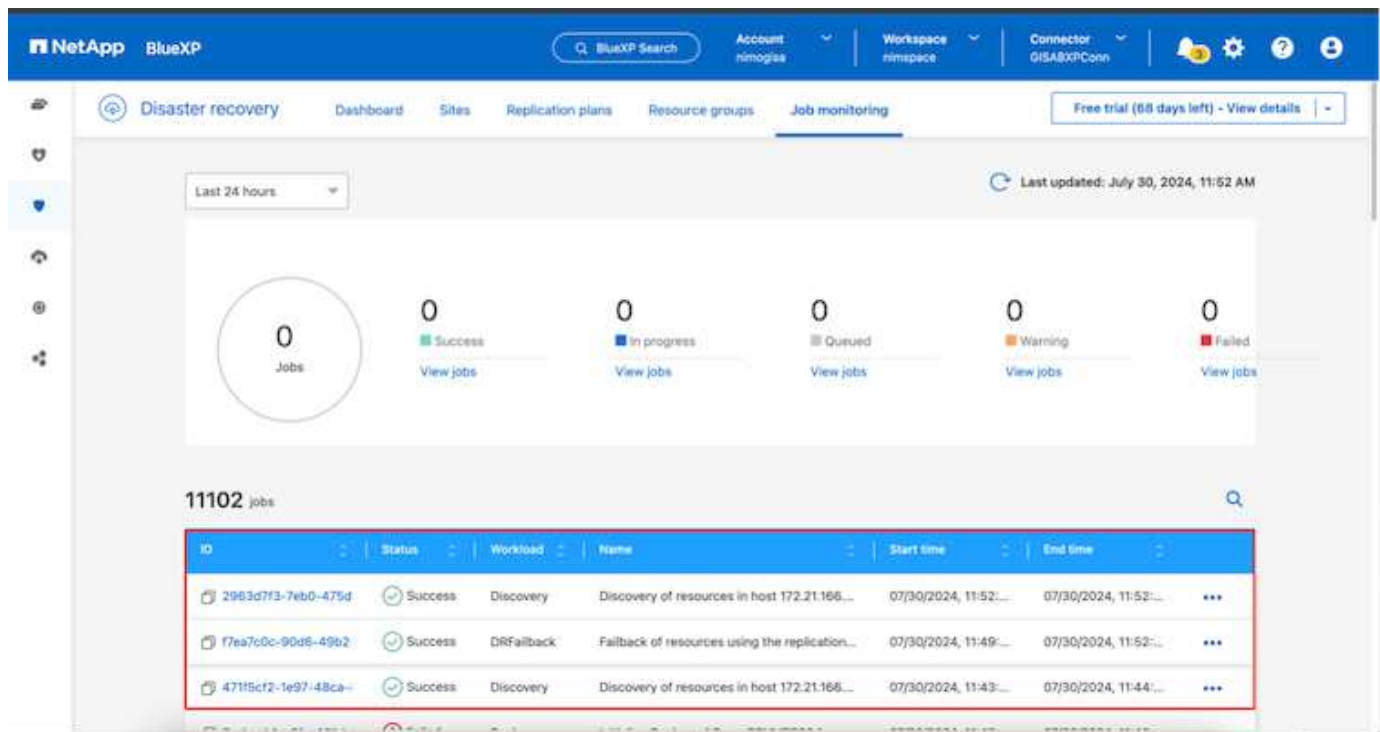 NetApp BlueXP BlueXP Search Account nimogisa Workspace nimspace Connector GISABXPConn
Disaster recovery Dashboard Sites Replication plans Resource groups Job monitoring Free trial (68 days left) - View details
Last 24 hours Last updated: July 30, 2024, 11:52 AM
0 Jobs
0 Success View jobs
0 In progress View jobs
0 Queued View jobs
0 Warning View jobs
0 Failed View jobs
11102 jobs
ID Status Workload Name Start time End time
2963d7f3-7eb0-475d Success Discovery Discovery of resources in host 172.21.166.... 07/30/2024, 11:52:... 07/30/2024, 11:52:...
f7ea7c0c-90d6-49b2 Success DRFailback Failback of resources using the replication... 07/30/2024, 11:49:... 07/30/2024, 11:52:...
471f5cf2-1e97-48ca- Success Discovery Discovery of resources in host 172.21.166.... 07/30/2024, 11:43:... 07/30/2024, 11:44:...